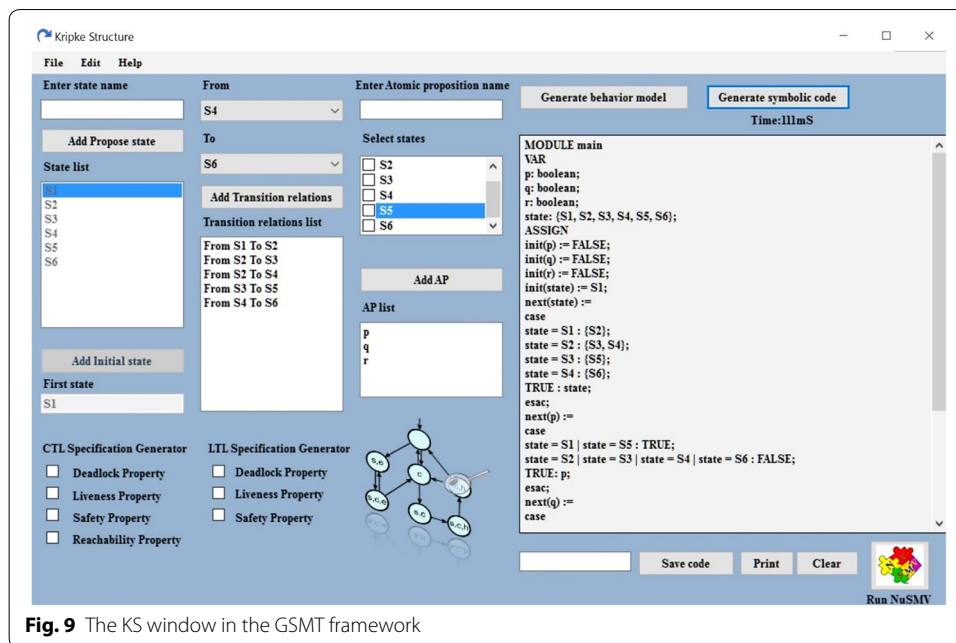 Kripke Structure
File Edit Help
Enter state name
Add Propose state
State list
S1
S2
S3
S4
S5
S6
Add Initial state
First state
S1
From
S4
To
S6
Add Transition relations
Transition relations list
From S1 To S2
From S2 To S3
From S2 To S4
From S3 To S5
From S4 To S6
Enter Atomic proposition name
Select states
S2
S3
S4
S5
S6
Add AP
AP list
p
q
r
CTL Specification Generator
Deadlock Property
Liveness Property
Safety Property
Reachability Property
LTL Specification Generator
Deadlock Property
Liveness Property
Safety Property
s,e
c
s,c,e
s,c
s,c,h
Generate behavior model
Generate symbolic code
Time:111mS
MODULE main
VAR
p: boolean;
q: boolean;
r: boolean;
state: {S1, S2, S3, S4, S5, S6};
ASSIGN
init(p) := FALSE;
init(q) := FALSE;
init(r) := FALSE;
init(state) := S1;
next(state) :=
case
state = S1 : {S2};
state = S2 : {S3, S4};
state = S3 : {S5};
state = S4 : {S6};
TRUE : state;
esac;
next(p) :=
case
state = S1 | state = S5 : TRUE;
state = S2 | state = S3 | state = S4 | state = S6 : FALSE;
TRUE: p;
esac;
next(q) :=
case
Save code
Print
Clear
Run NuSMV
Fig. 9 The KS window in the GSMT framework